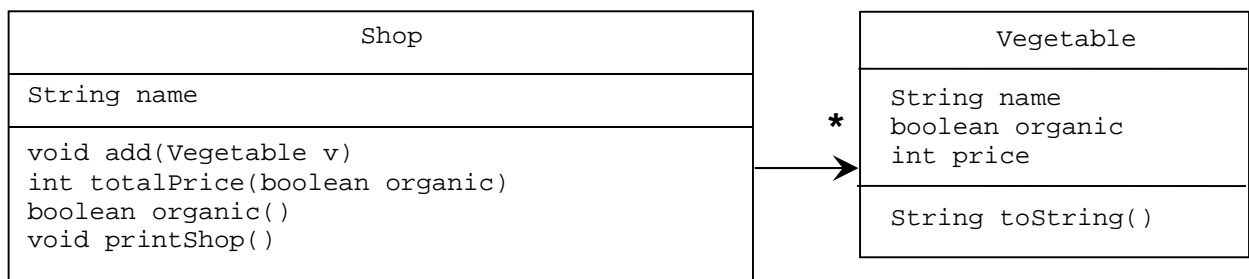 Shop
String name
void add(Vegetable v)
int totalPrice(boolean organic)
boolean organic()
void printShop()
*
Vegetable
String name
boolean organic
int price
String toString()